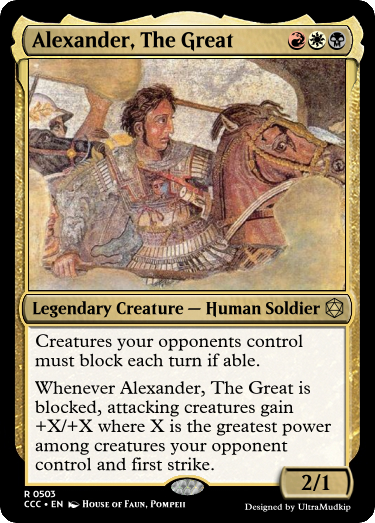 Alexander, The Great
Legendary Creature — Human Soldier
Creatures your opponents control
must block each turn if able.
Whenever Alexander, The Great is
blocked, attacking creatures gain
+X/+X where X is the greatest power
among creatures your opponent
control and first strike.
2/1
R 0503
CCC • EN House of Faun, Pompeii
Designed by UltraMudkip